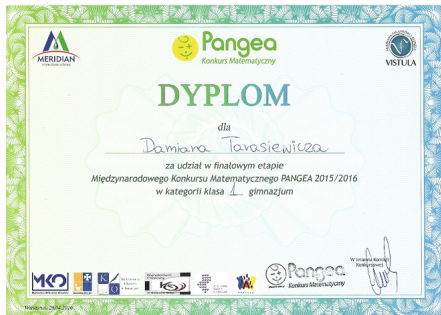 MERIDIAN
Pangea
Konkurs Matematyczny
VISTULA
DYPLOM
dla
Damiana Tarasiewicza
za udział w finałowym etapie
Międzynarodowego Konkursu Matematycznego PANGEA 2015/2016
w kategorii klasa 1 gimnazjum
W imieniu Komisji
Konkursowej
MKO
Pangea
Konkurs Matematyczny